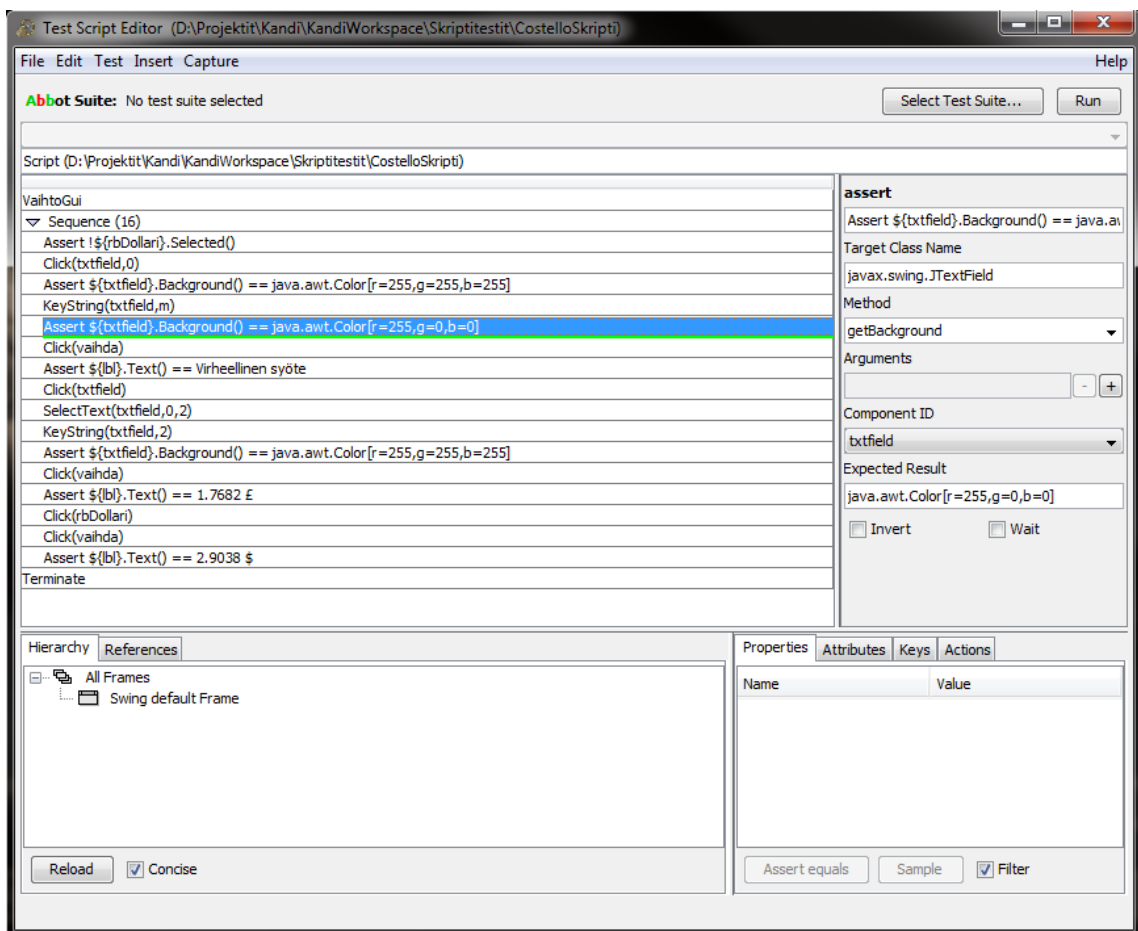 Test Script Editor (D:\Projektit\Kandi\KandiWorkspace\Skriptitestit\CostelloSkripti)
File Edit Test Insert Capture Help
Abbot Suite: No test suite selected Select Test Suite... Run
Script (D:\Projektit\Kandi\KandiWorkspace\Skriptitestit\CostelloSkripti)
VaihtoGui
Sequence (16)
Assert !${rbDollari}.Selected()
Click(txtfield,0)
Assert ${txtfield}.Background() == java.awt.Color[r=255,g=255,b=255]
KeyString(txtfield,m)
Assert ${txtfield}.Background() == java.awt.Color[r=255,g=0,b=0]
Click(vaihda)
Assert ${lbl}.Text() == Virheellinen syöte
Click(txtfield)
SelectText(txtfield,0,2)
KeyString(txtfield,2)
Assert ${txtfield}.Background() == java.awt.Color[r=255,g=255,b=255]
Click(vaihda)
Assert ${lbl}.Text() == 1.7682 £
Click(rbDollari)
Click(vaihda)
Assert ${lbl}.Text() == 2.9038 $
Terminate
assert
Assert ${txtfield}.Background() == java.aw
Target Class Name
javax.swing.JTextField
Method
getBackground
Arguments
- +
Component ID
txtfield
Expected Result
java.awt.Color[r=255,g=0,b=0]
Invert Wait
Hierarchy References
All Frames
Swing default Frame
Reload Concise
Properties Attributes Keys Actions
Name Value
Assert equals Sample Filter